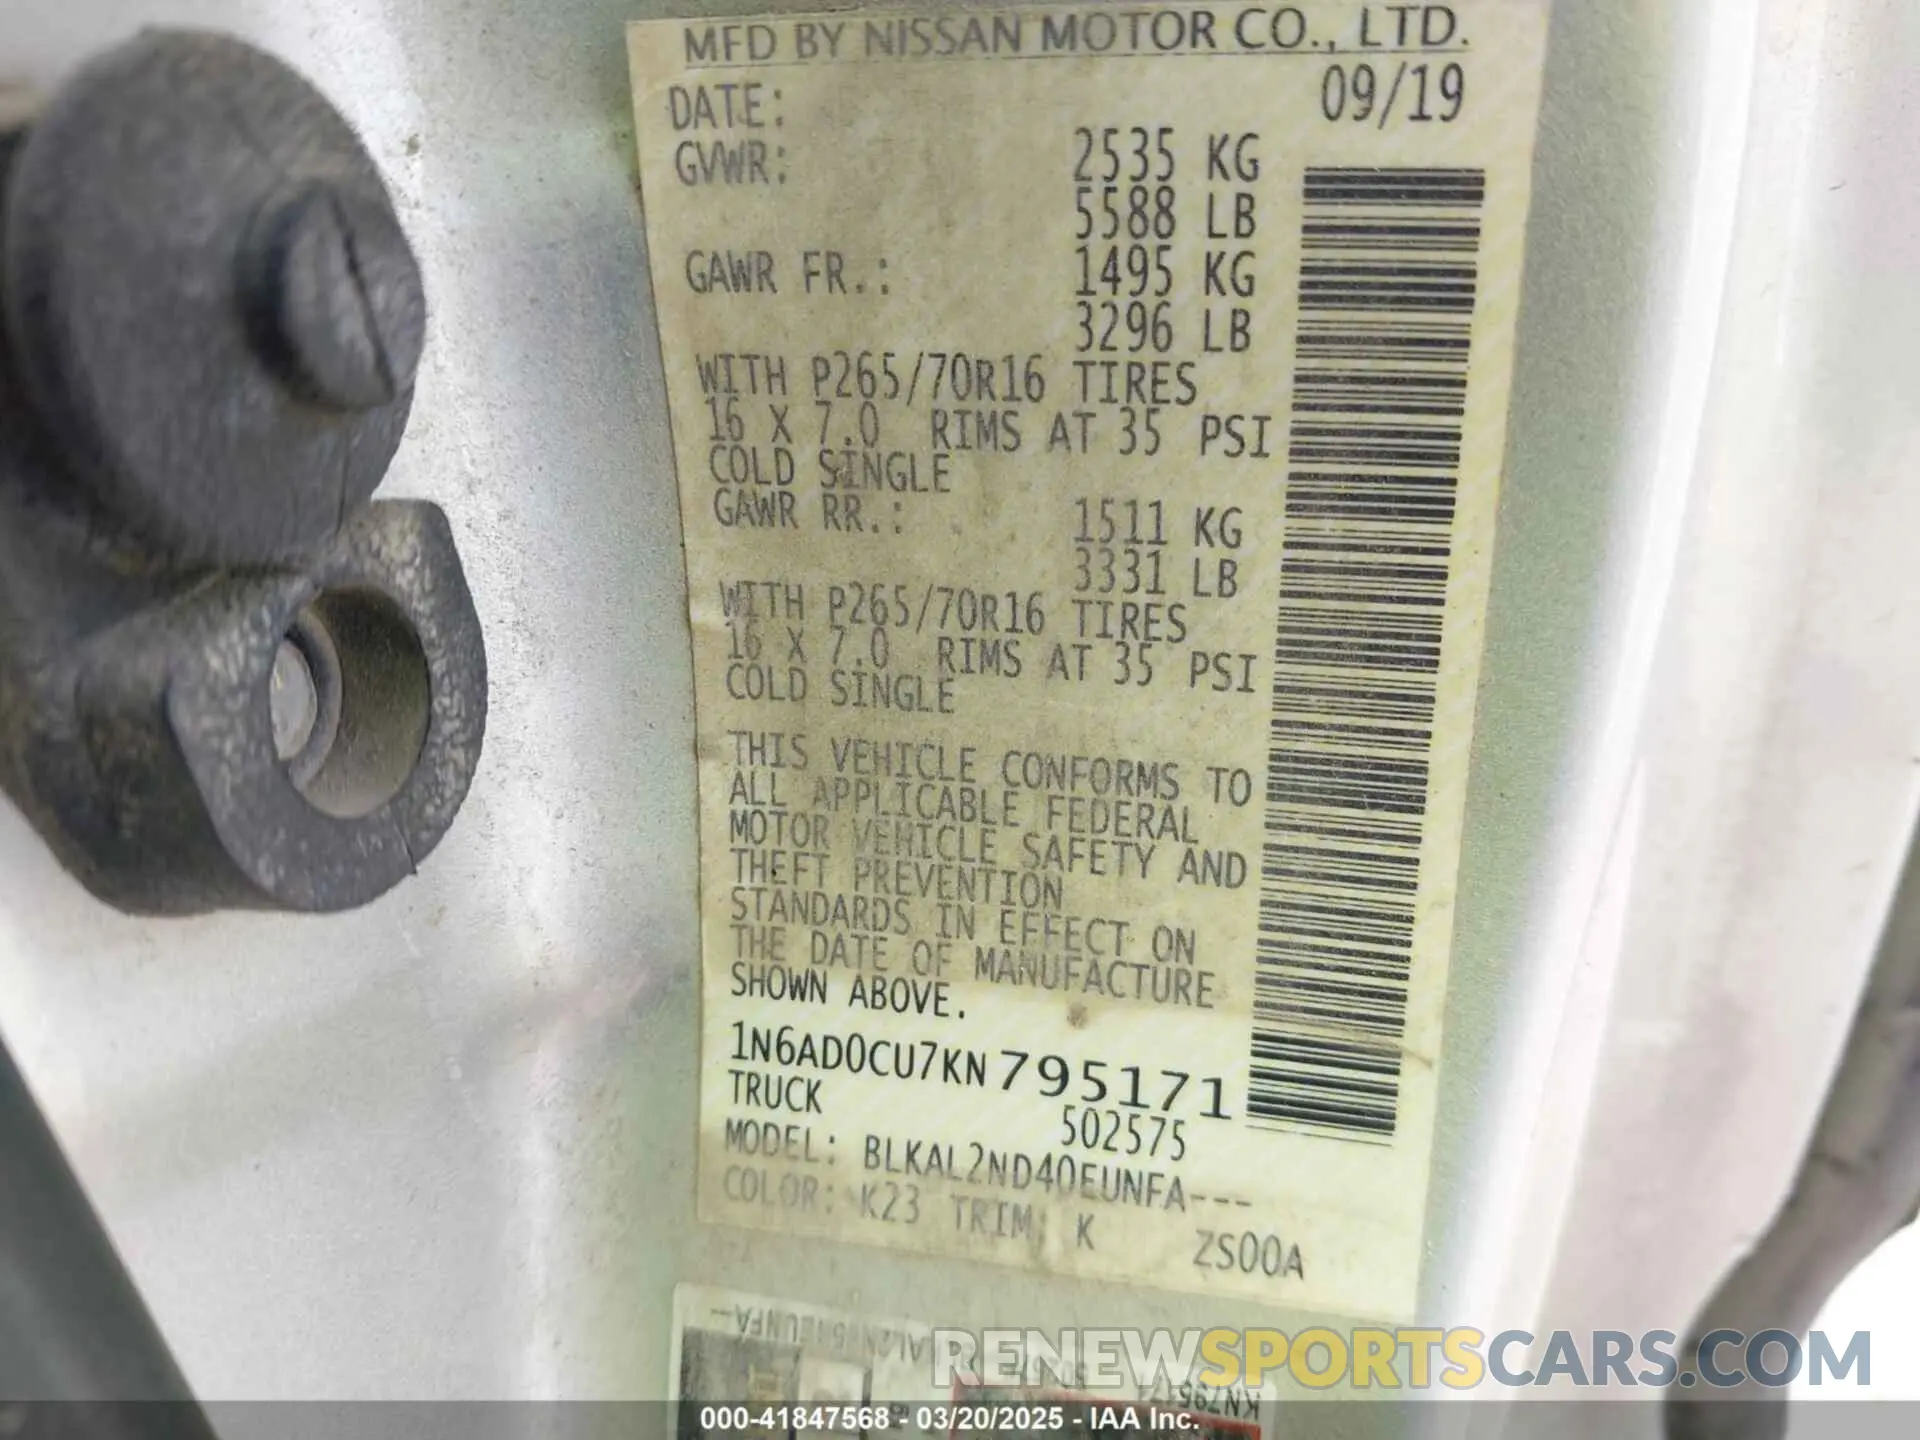 MFD BY NISSAN MOTOR CO., LTD.
DATE: 09/19
GVWR: 2535 KG
5588 LB
GAWR FR.: 1495 KG
3296 LB
WITH P265/70R16 TIRES
16 X 7.0 RIMS AT 35 PSI
COLD SINGLE
GAWR RR.: 1511 KG
3331 LB
WITH P265/70R16 TIRES
16 X 7.0 RIMS AT 35 PSI
COLD SINGLE
THIS VEHICLE CONFORMS TO
ALL APPLICABLE FEDERAL
MOTOR VEHICLE SAFETY AND
THEFT PREVENTION
STANDARDS IN EFFECT ON
THE DATE OF MANUFACTURE
SHOWN ABOVE.
1N6AD0CU7KN795171
TRUCK 502575
MODEL: BLKAL2ND40EUNFA---
COLOR: K23 TRIM: K ZS00A
RENEWSPORTSCARS.COM
000-41847568 - 03/20/2025 - IAA Inc.